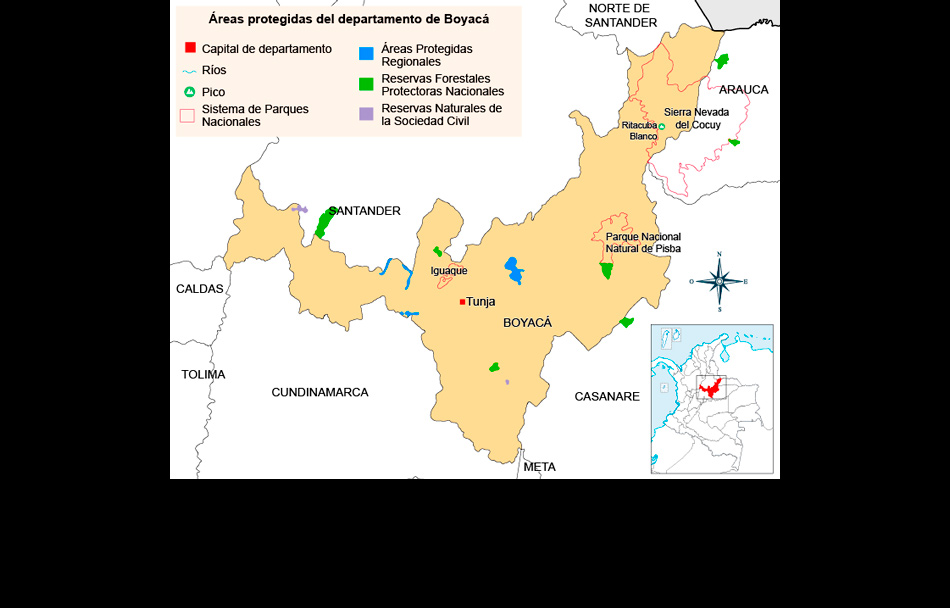 Áreas protegidas del departamento de Boyacá
Capital de departamento
Ríos
Pico
Sistema de Parques
Nacionales
Áreas Protegidas
Regionales
Reservas Forestales
Protectoras Nacionales
Reservas Naturales de
la Sociedad Civil
NORTE DE
SANTANDER
ARAUCA
Sierra Nevada
del Cocuy
Ritacuba
Blanco
SANTANDER
Parque Nacional
Natural de Pisba
Iguaque
Tunja
BOYACÁ
CALDAS
TOLIMA
CUNDINAMARCA
CASANARE
META
N
O
E
S